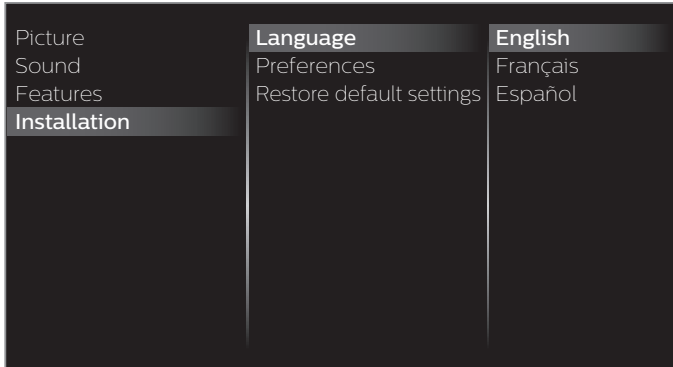 Picture
Sound
Features
Installation
Language
Preferences
Restore default settings
English
Français
Español